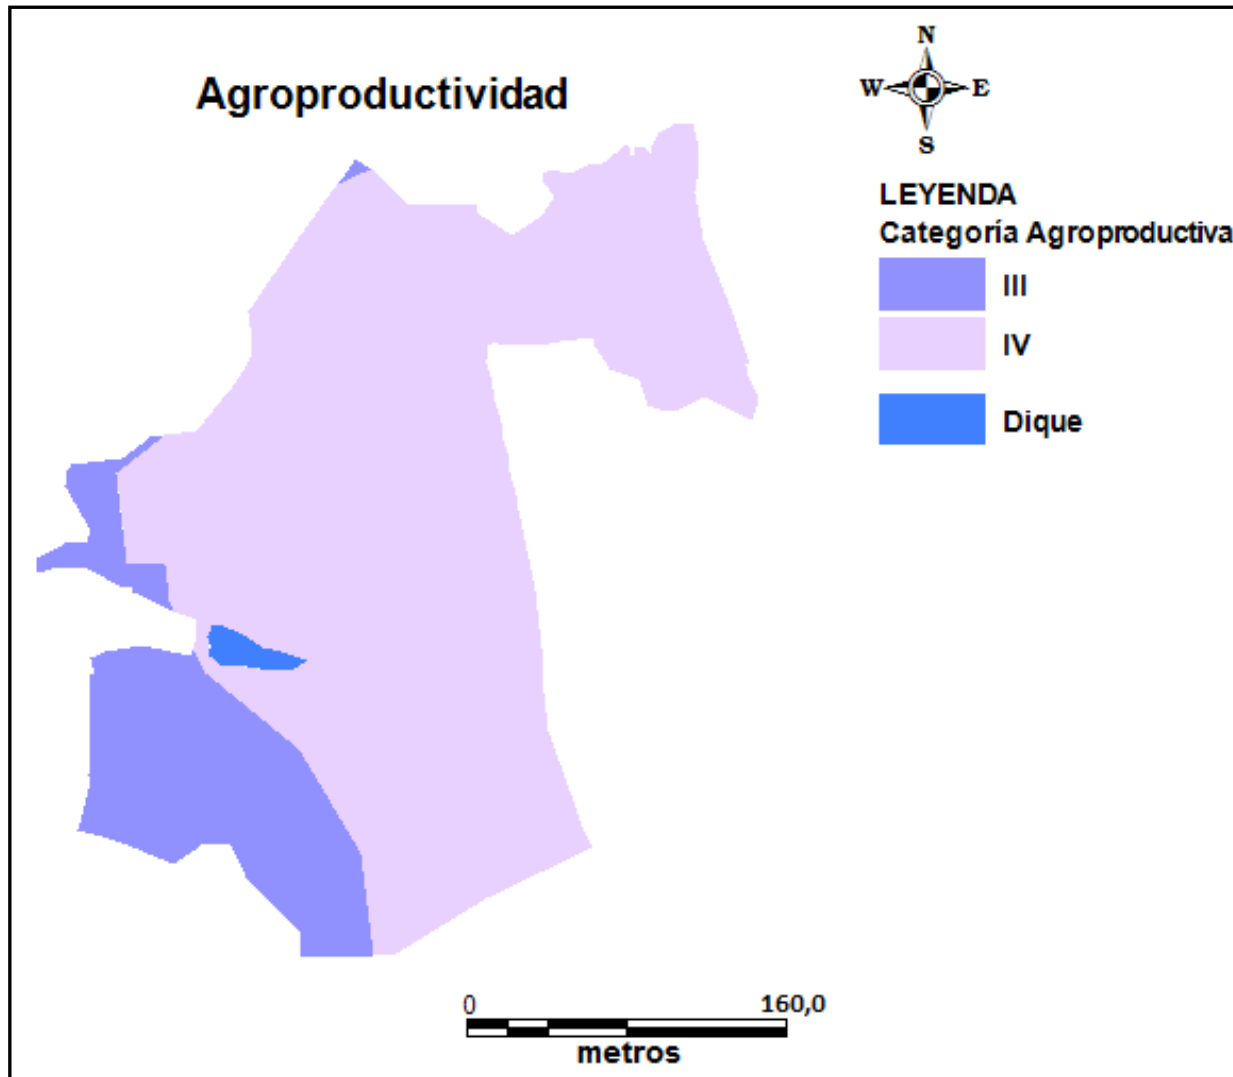 Agroproductividad
N
W E
S
LEYENDA
Categoría Agroproductiva
III
IV
Dique
0 160,0
metros